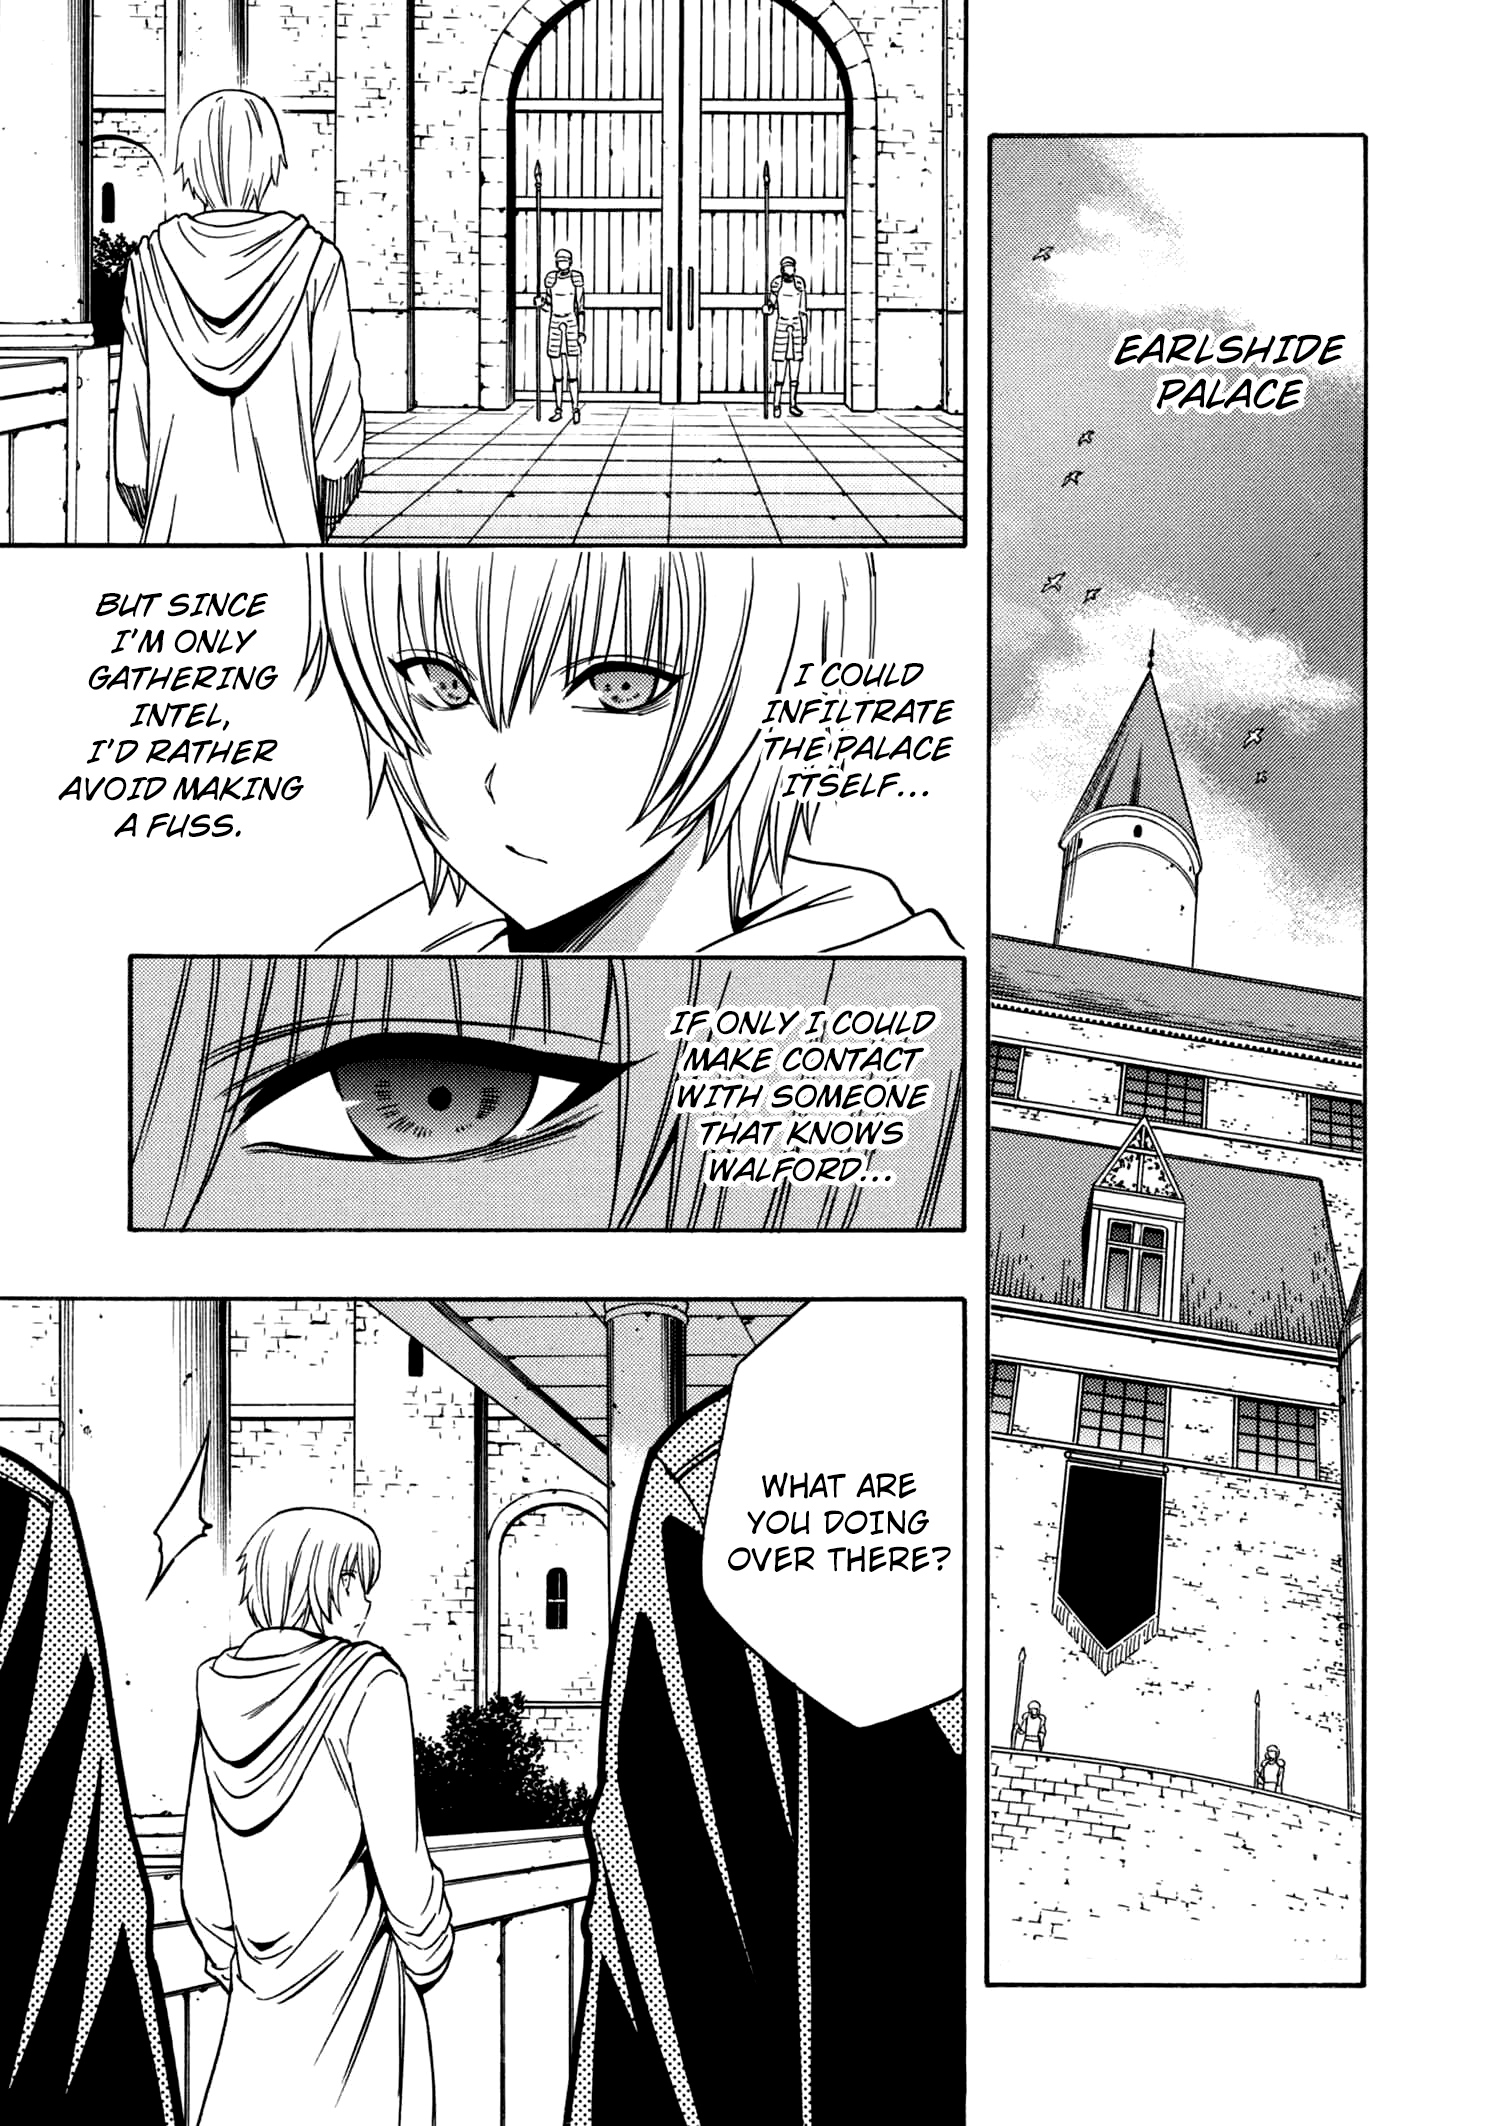 EARLSHIDE
PALACE
I COULD
INFILTRATE
THE PALACE
ITSELF...
BUT SINCE
I'M ONLY
GATHERING
INTEL,
I'D RATHER
AVOID MAKING
A FUSS.
IF ONLY I COULD
MAKE CONTACT
WITH SOMEONE
THAT KNOWS
WALFORD...
WHAT ARE
YOU DOING
OVER THERE?